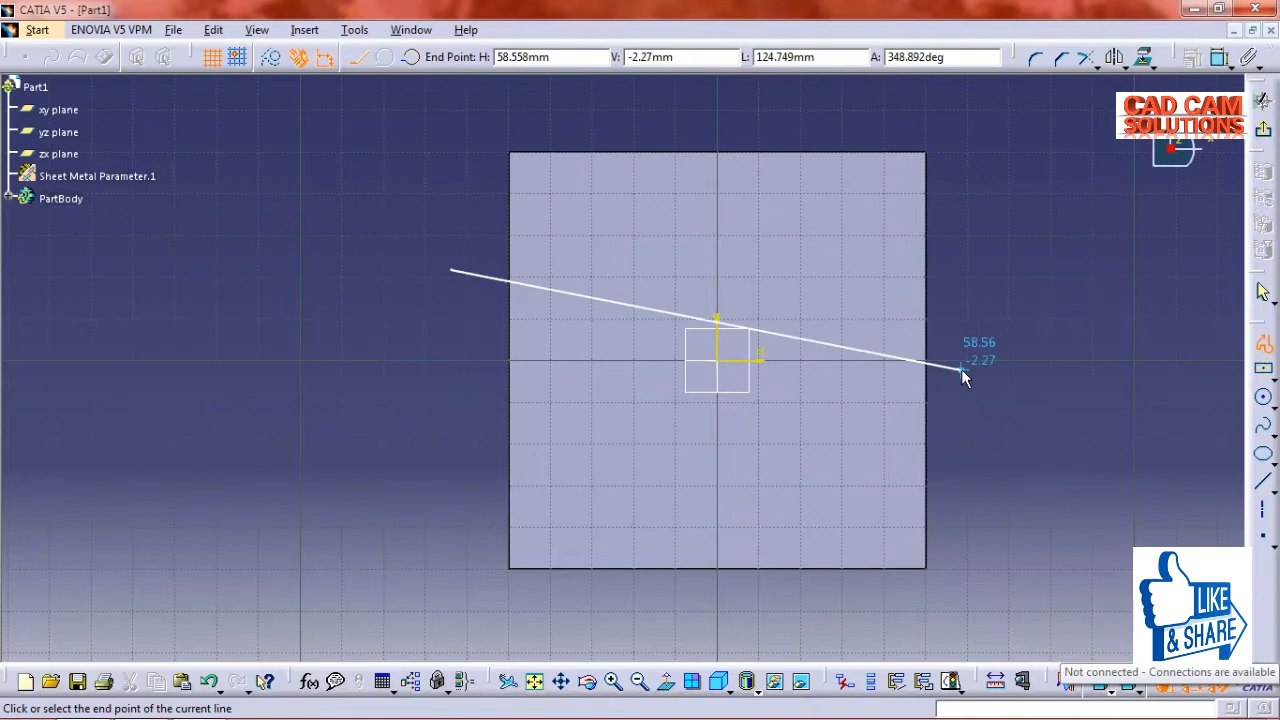 CATIA V5 - [Part1]
Start ENOVIA V5 VPM File Edit View Insert Tools Window Help
End Point: H: 58.558mm V: -2.27mm L: 124.749mm A: 348.892deg
Part1
xy plane
yz plane
zx plane
Sheet Metal Parameter.1
PartBody
CAD CAM
SOLUTIONS
58.56
-2.27
LIKE
& SHARE
Not connected - Connections are available
f(x)
CATIA
Click or select the end point of the current line